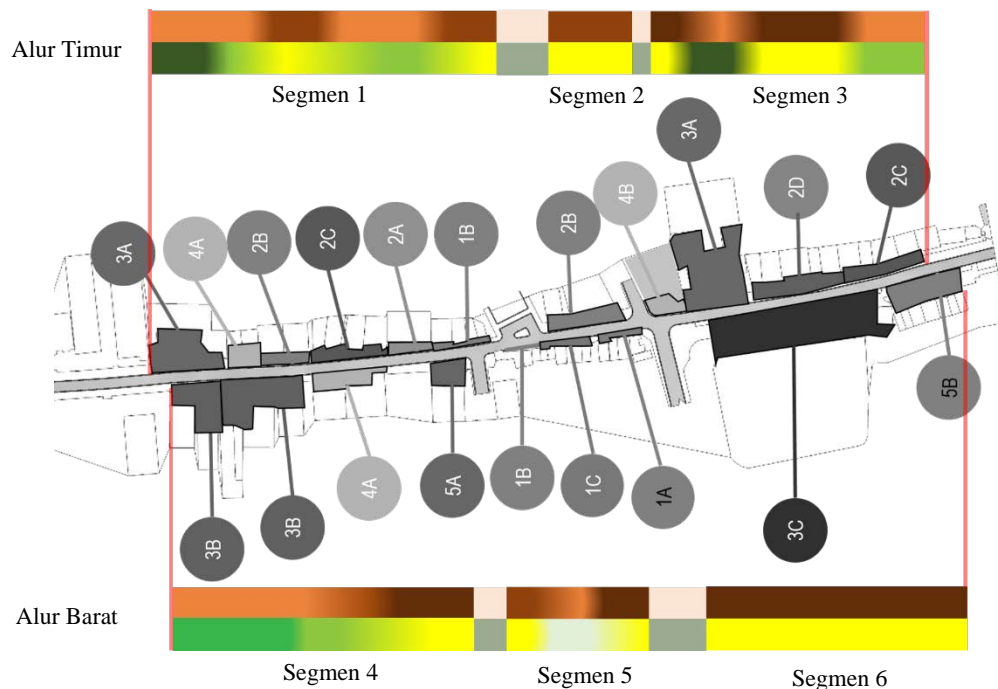 Alur Timur
Segmen 1
Segmen 2
Segmen 3
3A
4A
2B
2C
2A
1B
2B
4B
3A
2D
2C
3B
3B
4A
5A
1B
1C
1A
3C
5B
Alur Barat
Segmen 4
Segmen 5
Segmen 6